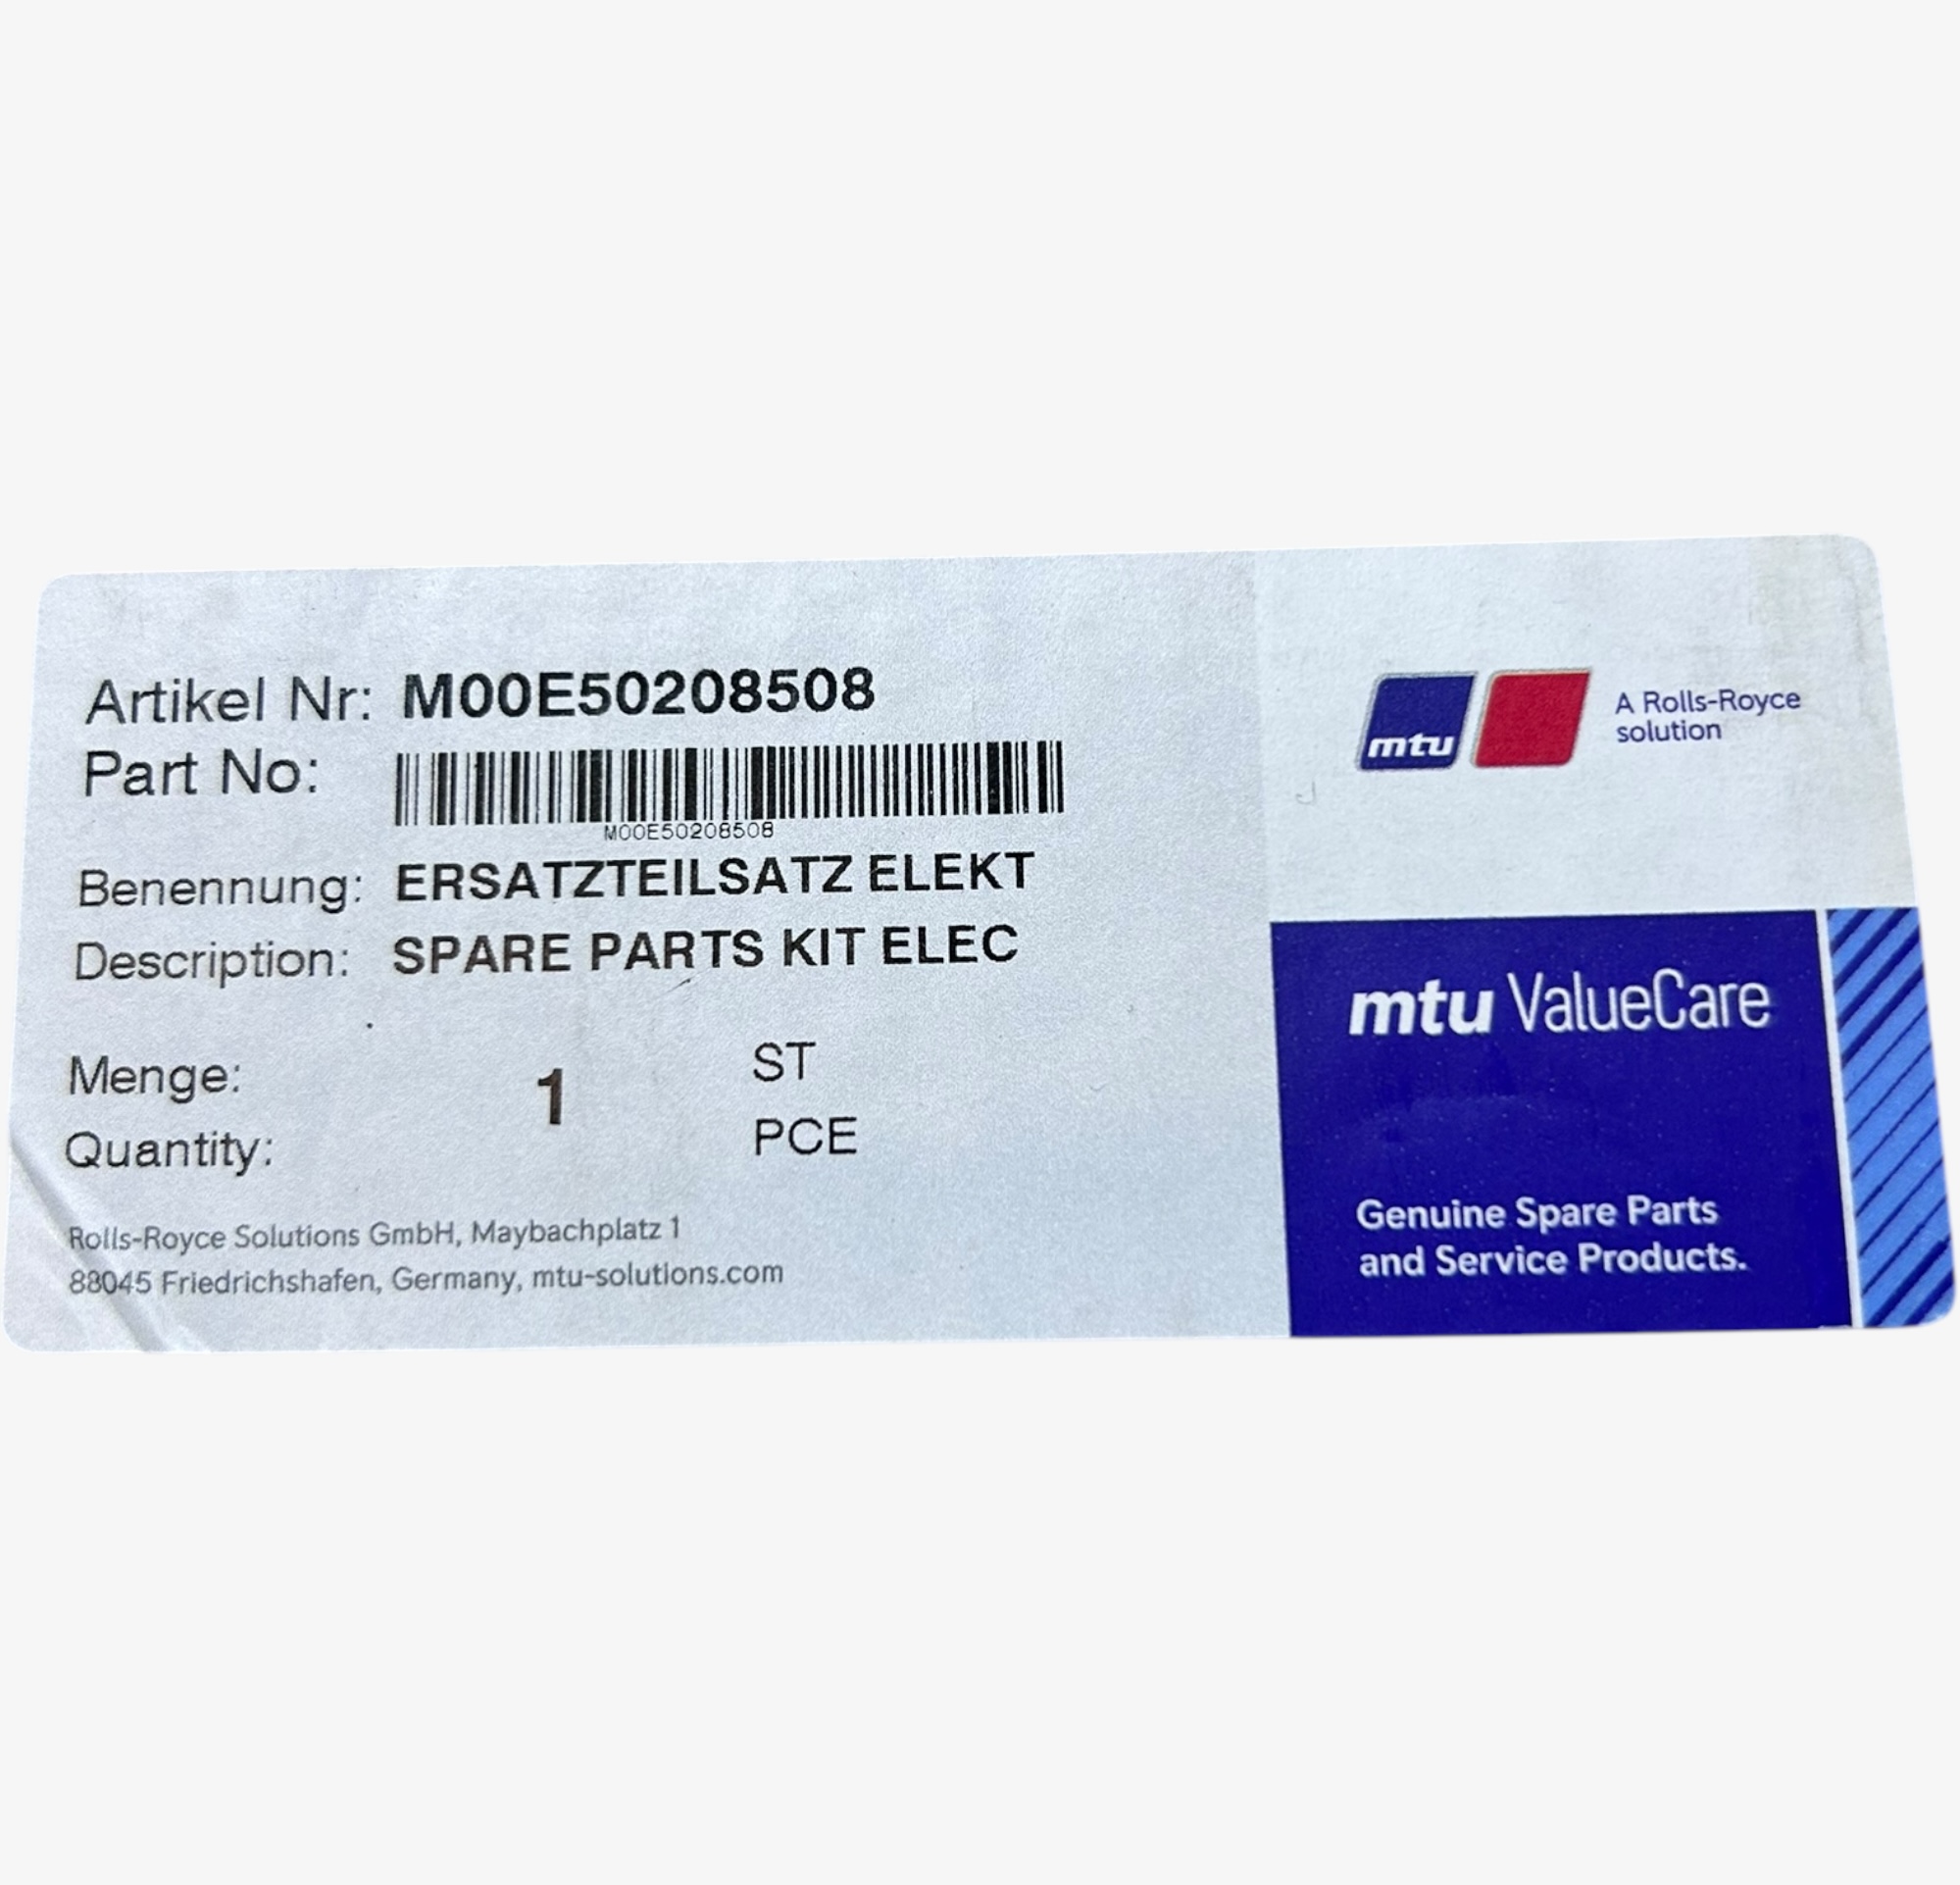 Artikel Nr: M00E50208508
Part No:
M00E50208508
Benennung: ERSATZTEILSATZ ELEKT
Description: SPARE PARTS KIT ELEC
Menge: 1 ST
Quantity: PCE
Rolls-Royce Solutions GmbH, Maybachplatz 1
88045 Friedrichshafen, Germany, mtu-solutions.com
mtu
A Rolls-Royce
solution
mtu ValueCare
Genuine Spare Parts
and Service Products.